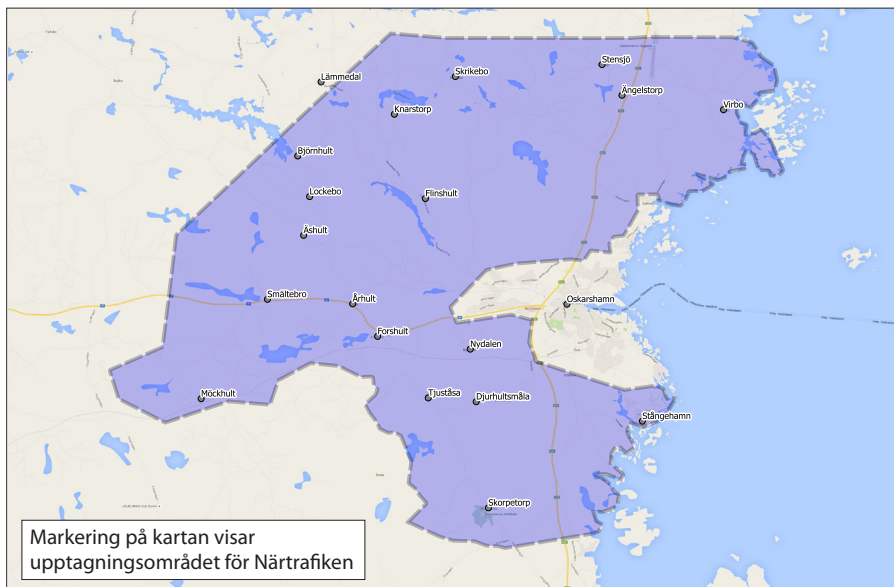 Lämmedal
Skrikebo
Stensjö
Ängelstorp
Virbo
Knarstorp
Björnhult
Lockebo
Flinshult
Äshult
Smältebro
Århult
Oskarshamn
Forshult
Nydalen
Möckhult
Tjuståsa
Djurhultsmåla
Stångehamn
Skorpetorp
Markering på kartan visar
upptagningsområdet för Närtrafiken